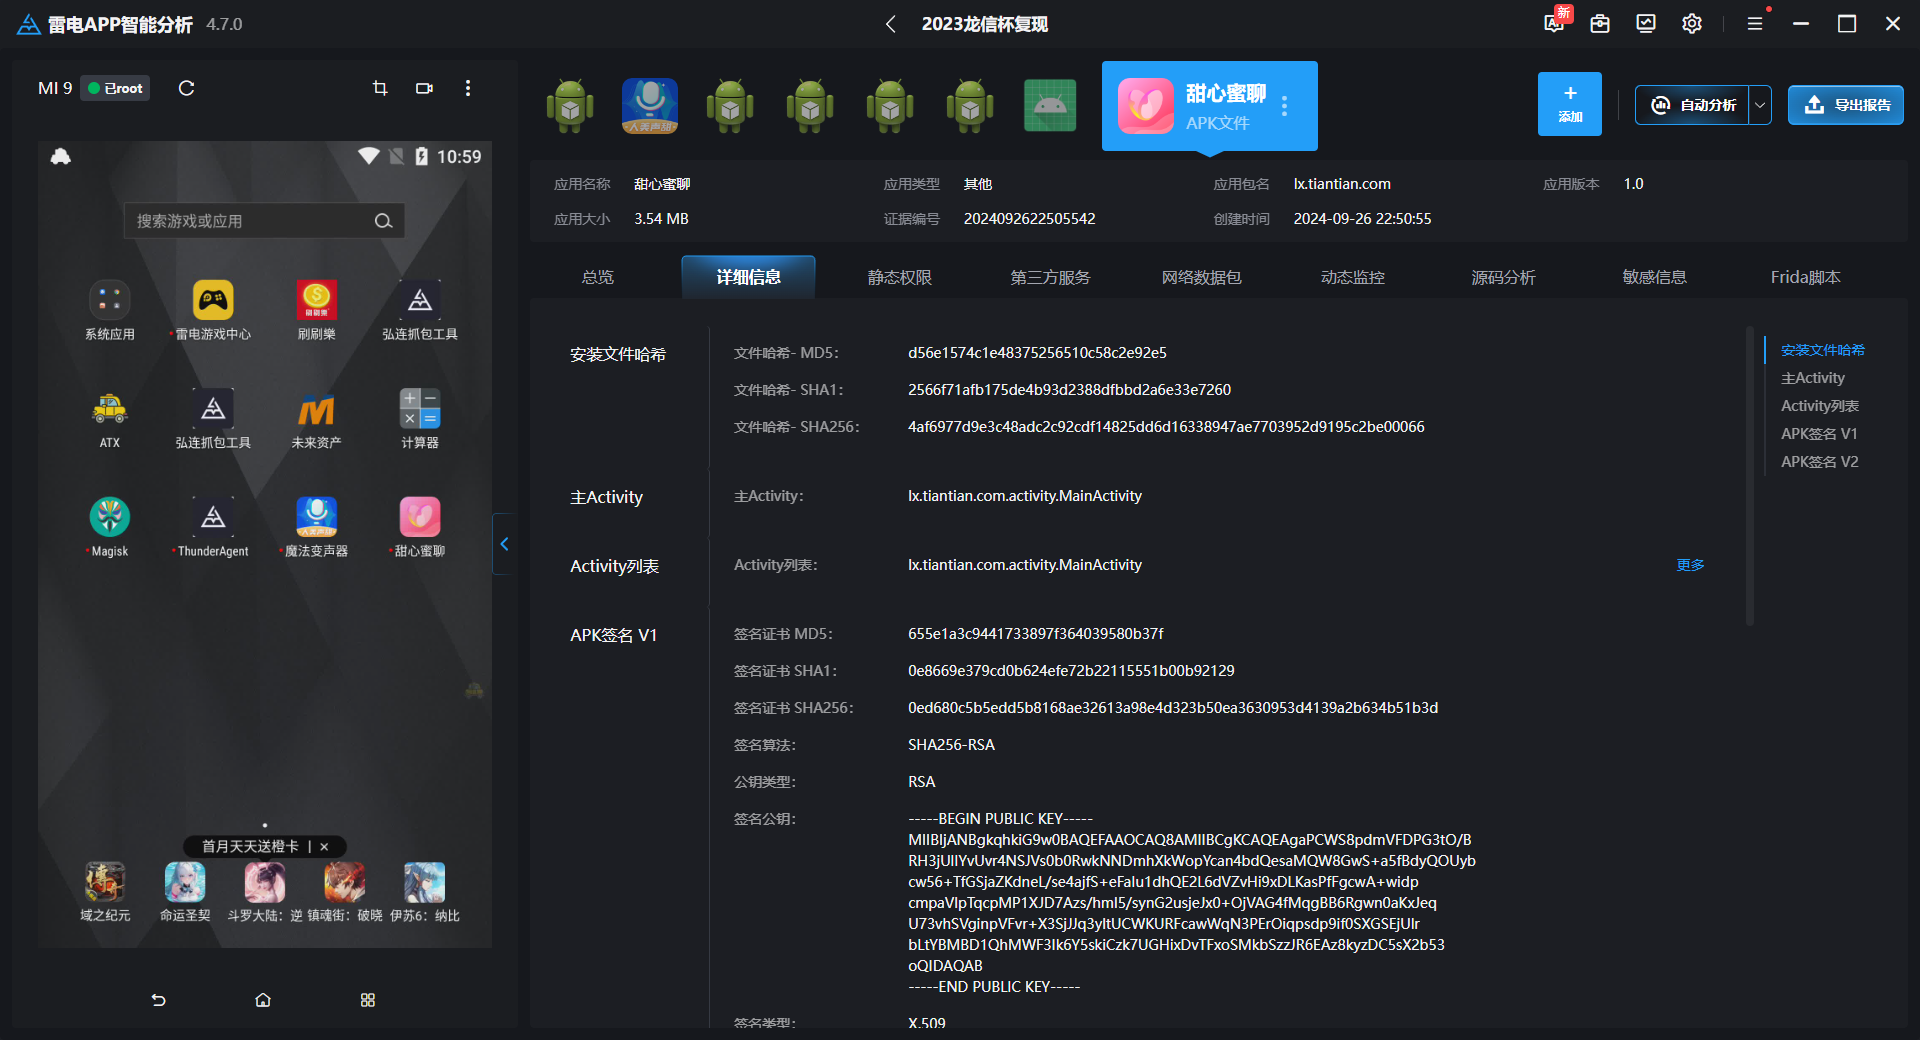 雷电APP智能分析 4.7.0
2023龙信杯复现
新
MI 9 已root
10:59
搜索游戏或应用
系统应用
雷电游戏中心
刷刷樂
刷刷樂
弘连抓包工具
ATX
弘连抓包工具
未来资产
计算器
Magisk
ThunderAgent
人美声甜
魔法变声器
甜心蜜聊
首月天天送橙卡 | ×
域之纪元
命运圣契
斗罗大陆：逆
镇魂街：破晓
伊苏6：纳比
人美声甜
甜心蜜聊
APK文件
添加
自动分析
导出报告
应用名称 甜心蜜聊
应用类型 其他
应用包名 lx.tiantian.com
应用版本 1.0
应用大小 3.54 MB
证据编号 2024092622505542
创建时间 2024-09-26 22:50:55
总览
详细信息
静态权限
第三方服务
网络数据包
动态监控
源码分析
敏感信息
Frida脚本
安装文件哈希
文件哈希- MD5： d56e1574c1e48375256510c58c2e92e5
文件哈希- SHA1： 2566f71afb175de4b93d2388dfbbd2a6e33e7260
文件哈希- SHA256： 4af6977d9e3c48adc2c92cdf14825dd6d16338947ae7703952d9195c2be00066
主Activity
主Activity： lx.tiantian.com.activity.MainActivity
Activity列表
Activity列表： lx.tiantian.com.activity.MainActivity
更多
APK签名 V1
签名证书 MD5： 655e1a3c9441733897f364039580b37f
签名证书 SHA1： 0e8669e379cd0b624efe72b22115551b00b92129
签名证书 SHA256： 0ed680c5b5edd5b8168ae32613a98e4d323b50ea3630953d4139a2b634b51b3d
签名算法： SHA256-RSA
公钥类型： RSA
签名公钥： -----BEGIN PUBLIC KEY-----
MIIBIjANBgkqhkiG9w0BAQEFAAOCAQ8AMIIBCgKCAQEAgaPCWS8pdmVFDPG3tO/B
RH3jUIIYvUvr4NSJVs0b0RwkNNDmhXkWopYcan4bdQesaMQW8GwS+a5fBdyQOUyb
cw56+TfGSjaZKdneL/se4ajfS+eFaIu1dhQE2L6dVZvHi9xDLKasPfFgcwA+widp
cmpaVIpTqcpMP1XJD7Azs/hmI5/synG2usjeJx0+OjVAG4fMqgBB6Rgwn0aKxJeq
U73vhSVginpVFvr+X3SjJJq3yItUCWKURFcawWqN3PErOiqpsdp9if0SXGSEjUIr
bLtYBMBD1QhMWF3Ik6Y5skiCzk7UGHixDvTFxoSMkbSzzJR6EAz8kyzDC5sX2b53
oQIDAQAB
-----END PUBLIC KEY-----
签名类型： X.509
安装文件哈希
主Activity
Activity列表
APK签名 V1
APK签名 V2